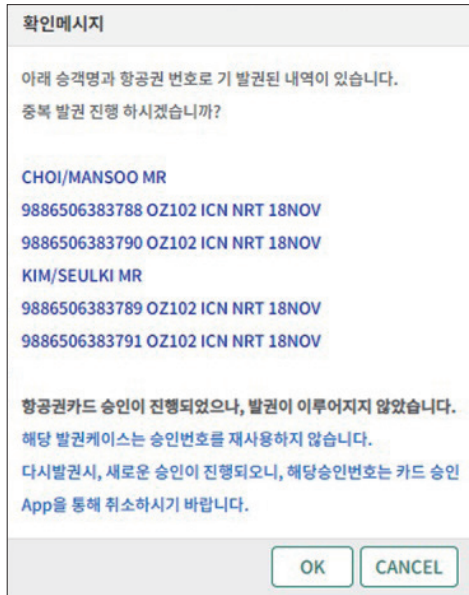 확인메시지
아래 승객명과 항공권 번호로 기 발권된 내역이 있습니다.
중복 발권 진행 하시겠습니까?
CHOI/MANSOO MR
9886506383788 OZ102 ICN NRT 18NOV
9886506383790 OZ102 ICN NRT 18NOV
KIM/SEULKI MR
9886506383789 OZ102 ICN NRT 18NOV
9886506383791 OZ102 ICN NRT 18NOV
항공권카드 승인이 진행되었으나, 발권이 이루어지지 않았습니다.
해당 발권케이스는 승인번호를 재사용하지 않습니다.
다시발권시, 새로운 승인이 진행되오니, 해당승인번호는 카드 승인
App을 통해 취소하시기 바랍니다.
OK CANCEL